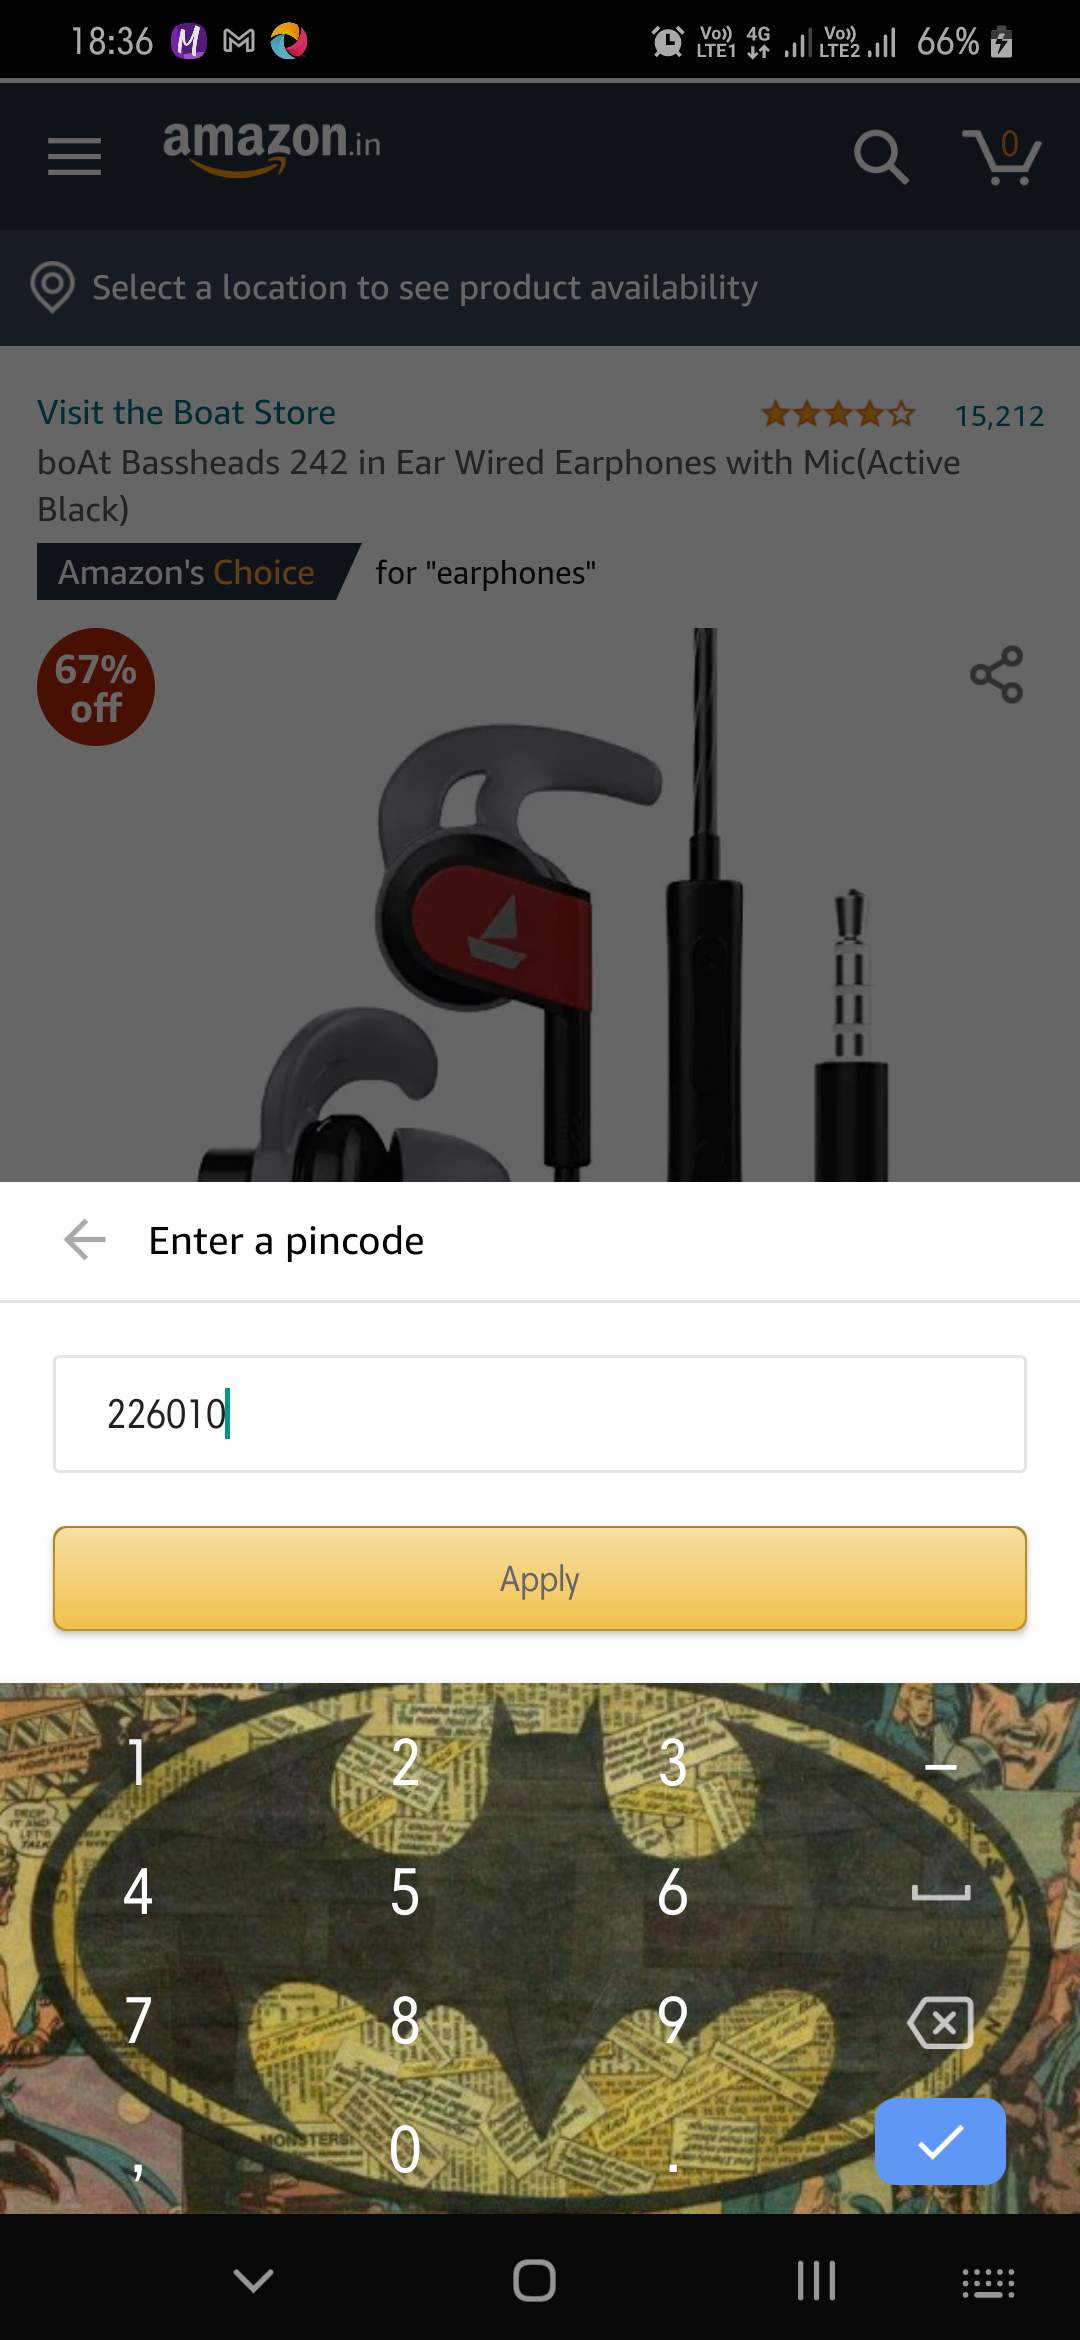 18:36
Vo)) LTE1 4G Vo)) LTE2 66%
amazon.in
0
Select a location to see product availability
Visit the Boat Store 15,212
boAt Bassheads 242 in Ear Wired Earphones with Mic(Active
Black)
Amazon's Choice for "earphones"
67%
off
Enter a pincode
226010
Apply
1 2 3 –
4 5 6
7 8 9
, 0 .
MONSTERS!